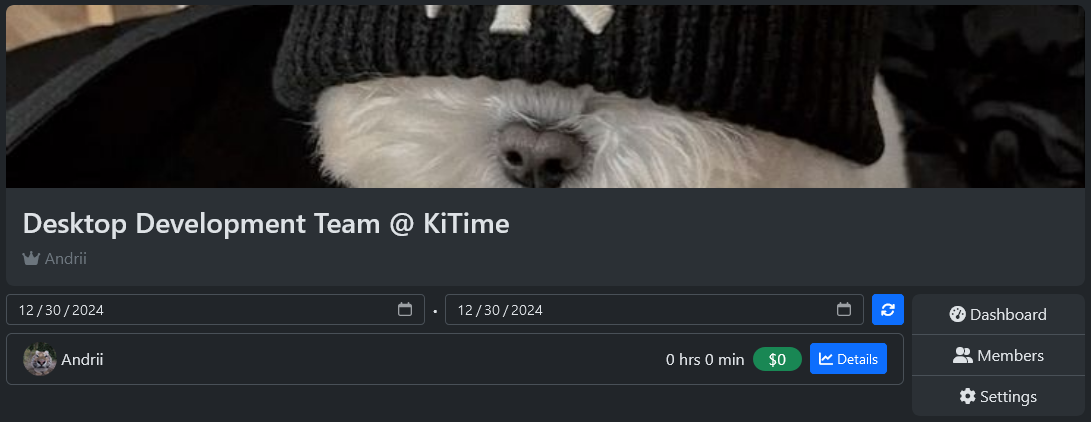 Desktop Development Team @ KiTime
Andrii
12/30/2024 • 12/30/2024
Andrii 0 hrs 0 min $0 Details
Dashboard
Members
Settings